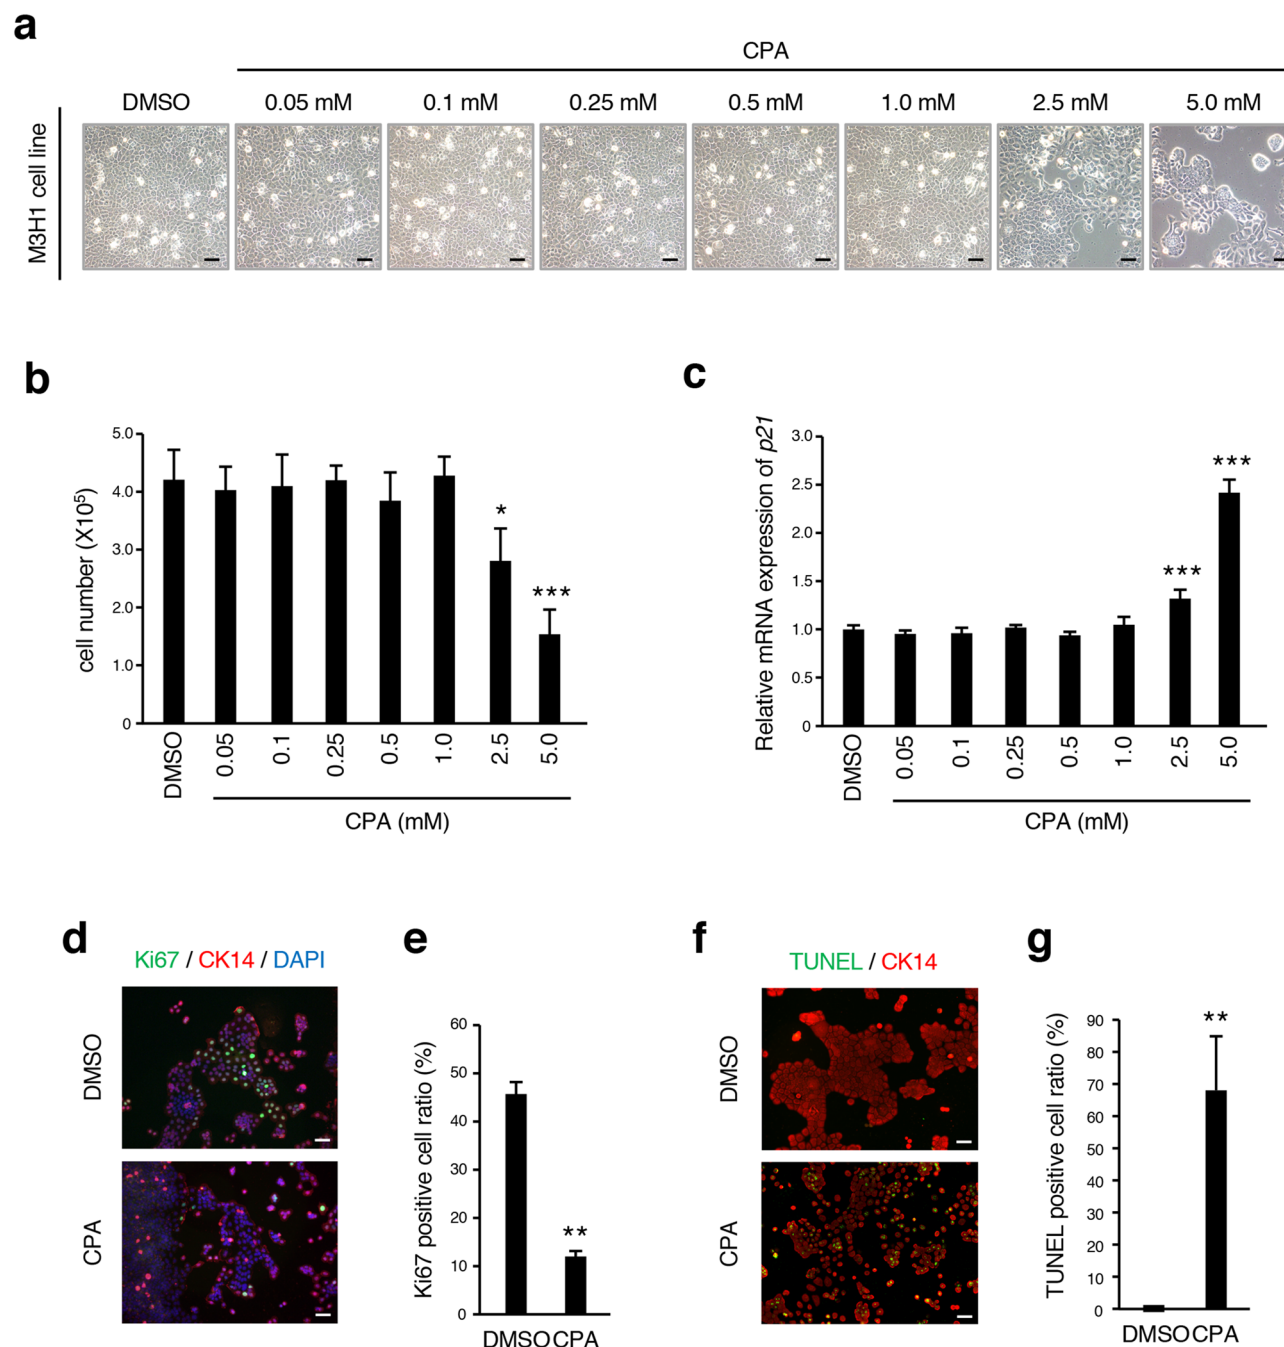 a
CPA
DMSO 0.05 mM 0.1 mM 0.25 mM 0.5 mM 1.0 mM 2.5 mM 5.0 mM
M3H1 cell line
b
cell number (X10⁵)
5.0
4.0
3.0
2.0
1.0
0
* ***
DMSO 0.05 0.1 0.25 0.5 1.0 2.5 5.0
CPA (mM)
c
Relative mRNA expression of p21
3.0
2.5
2.0
1.5
1.0
0.5
0
*** ***
DMSO 0.05 0.1 0.25 0.5 1.0 2.5 5.0
CPA (mM)
d
Ki67 / CK14 / DAPI
DMSO
CPA
e
Ki67 positive cell ratio (%)
60
50
40
30
20
10
0
**
DMSO CPA
f
TUNEL / CK14
DMSO
CPA
g
TUNEL positive cell ratio (%)
90
80
70
60
50
40
30
20
10
0
**
DMSO CPA